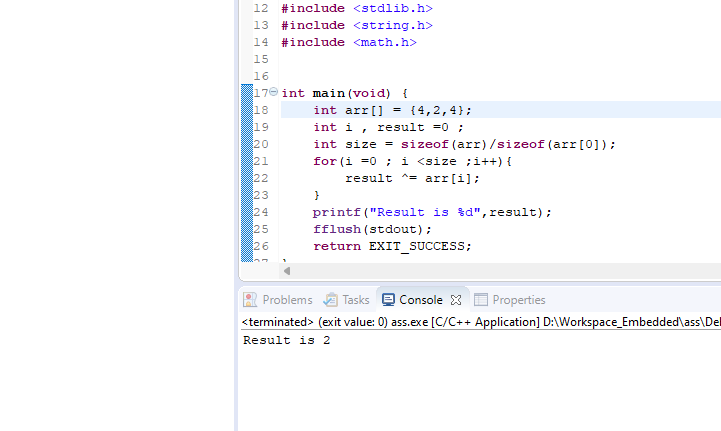 12 #include <stdlib.h>
13 #include <string.h>
14 #include <math.h>
15
16
17 int main(void) {
18 int arr[] = {4,2,4};
19 int i , result =0 ;
20 int size = sizeof(arr)/sizeof(arr[0]);
21 for(i =0 ; i <size ;i++){
22 result ^= arr[i];
23 }
24 printf("Result is %d",result);
25 fflush(stdout);
26 return EXIT_SUCCESS;
Problems Tasks Console Properties
<terminated> (exit value: 0) ass.exe [C/C++ Application] D:\Workspace_Embedded\ass\De
Result is 2